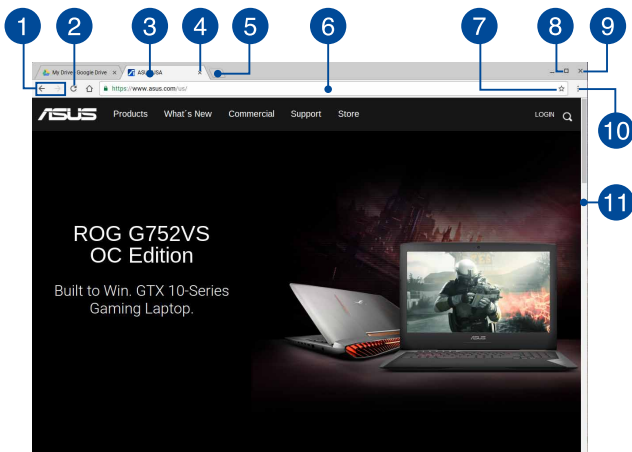 1 2 3 4 5 6 7 8 9
My Drive - Google Drive ASUS USA
https://www.asus.com/us/
10
ASUS Products What´s New Commercial Support Store LOGIN
11
ROG G752VS
OC Edition
Built to Win. GTX 10-Series
Gaming Laptop.
ASUS